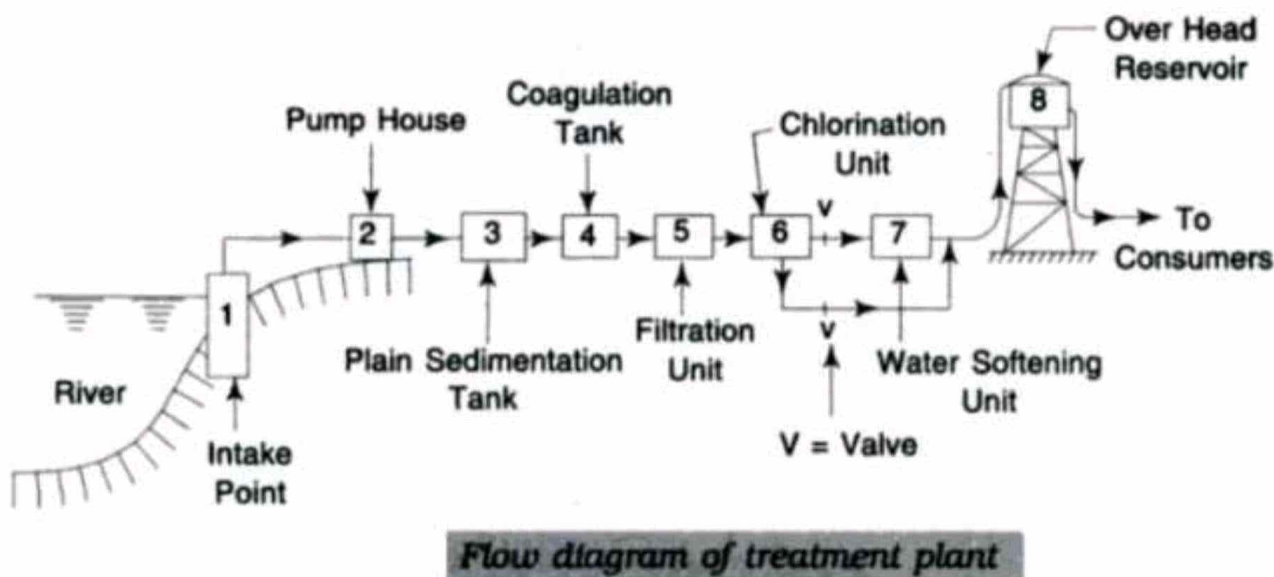 Over Head
Reservoir
8
Coagulation
Tank
Pump House
Chlorination
Unit
v
2
3
4
5
6
7
To
Consumers
1
v
River
Plain Sedimentation
Tank
Filtration
Unit
Water Softening
Unit
Intake
Point
V = Valve
Flow diagram of treatment plant